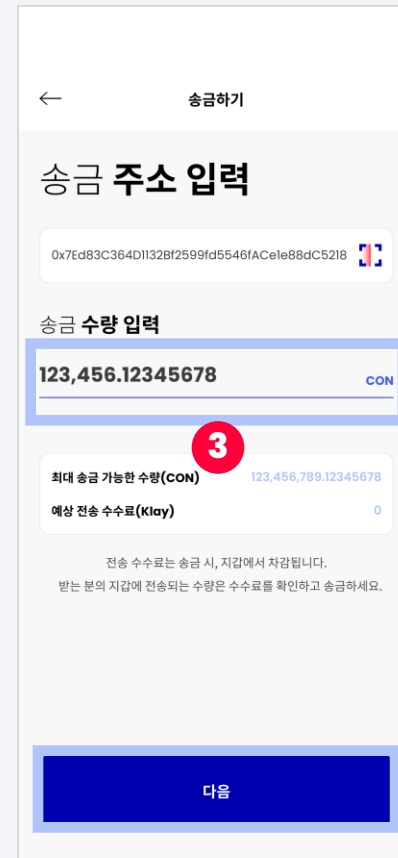 송금하기
송금 주소 입력
0x7Ed83C364D1132Bf2599fd5546fACe1e88dC5218
송금 수량 입력
123,456.12345678 CON
3
최대 송금 가능한 수량(CON) 123,456,789.12345678
예상 전송 수수료(Klay) 0
전송 수수료는 송금 시, 지갑에서 차감됩니다.
받는 분의 지갑에 전송되는 수량은 수수료를 확인하고 송금하세요.
다음